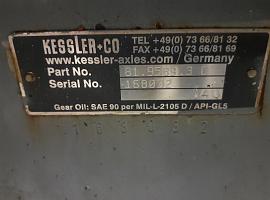 KESSLER+CO
TEL +49(0) 73 66/81 32
FAX +49(0) 73 66/81 69
www.kessler-axles.com / Germany
Part No.
Serial No.
Gear Oil: SAE 90 per MIL-L-2105 D / API-GL5